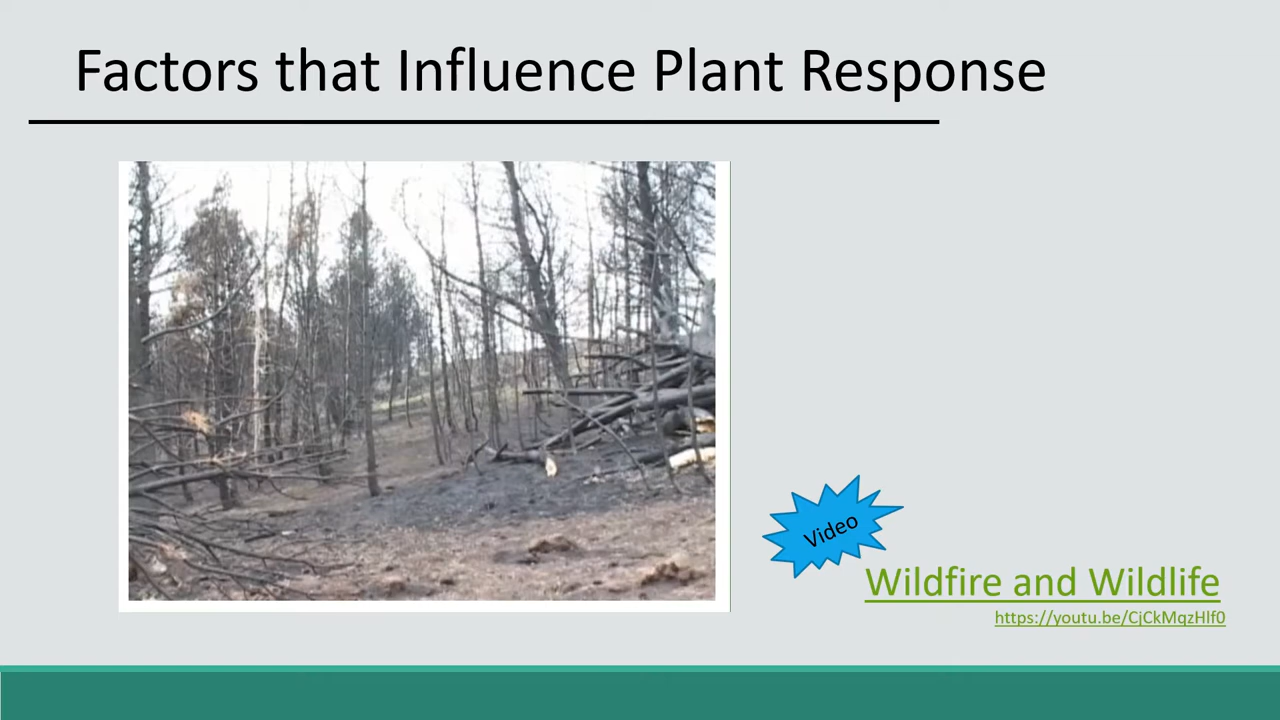 Factors that Influence Plant Response
Video
Wildfire and Wildlife
https://youtu.be/CjCkMqzHlf0